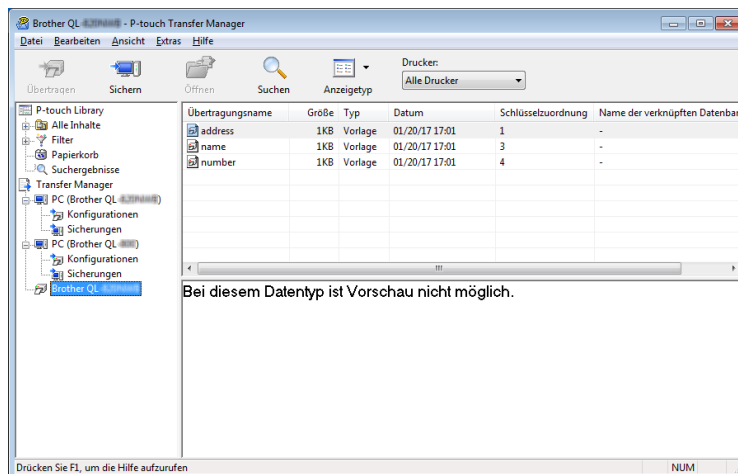 Brother QL - P-touch Transfer Manager
Datei Bearbeiten Ansicht Extras Hilfe
Übertragen Sichern Öffnen Suchen Anzeigetyp
Drucker:
Alle Drucker
P-touch Library
Alle Inhalte
Filter
Papierkorb
Suchergebnisse
Transfer Manager
PC (Brother QL- )
Konfigurationen
Sicherungen
PC (Brother QL- )
Konfigurationen
Sicherungen
Brother QL
Übertragungsname Größe Typ Datum Schlüsselzuordnung Name der verknüpften Datenban
address 1KB Vorlage 01/20/17 17:01 1 -
name 1KB Vorlage 01/20/17 17:01 3 -
number 1KB Vorlage 01/20/17 17:01 4 -
Bei diesem Datentyp ist Vorschau nicht möglich.
Drücken Sie F1, um die Hilfe aufzurufen
NUM